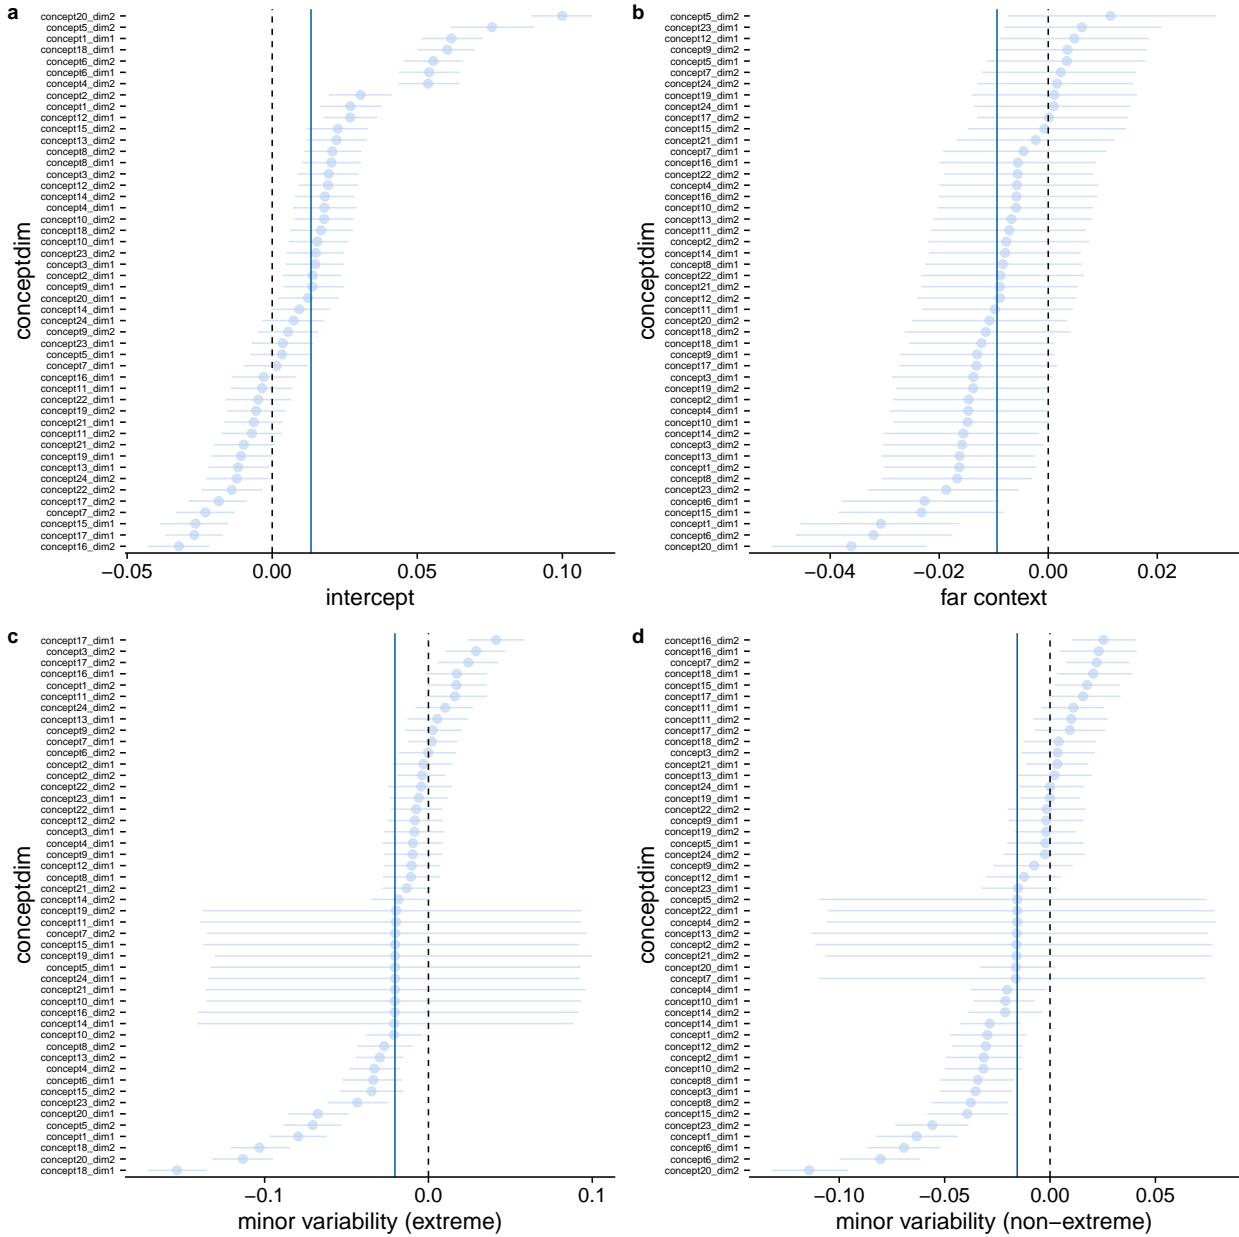 a
concept20_dim2
concept5_dim2
concept1_dim1
concept18_dim1
concept6_dim2
concept6_dim1
concept4_dim2
concept2_dim2
concept1_dim2
concept12_dim1
concept15_dim2
concept13_dim2
concept8_dim2
concept8_dim1
concept3_dim2
concept12_dim2
concept14_dim2
concept4_dim1
concept10_dim2
concept18_dim2
concept10_dim1
concept23_dim2
concept3_dim1
concept2_dim1
concept9_dim1
concept20_dim1
concept14_dim1
concept24_dim1
concept9_dim2
concept23_dim1
concept5_dim1
concept7_dim1
concept16_dim1
concept11_dim1
concept22_dim1
concept19_dim2
concept21_dim1
concept11_dim2
concept21_dim2
concept19_dim1
concept13_dim1
concept24_dim2
concept22_dim2
concept17_dim2
concept7_dim2
concept15_dim1
concept17_dim1
concept16_dim2
conceptdim
−0.05 0.00 0.05 0.10
intercept
b
concept5_dim2
concept23_dim1
concept12_dim1
concept9_dim2
concept5_dim1
concept7_dim2
concept24_dim2
concept19_dim1
concept24_dim1
concept17_dim2
concept15_dim2
concept21_dim1
concept7_dim1
concept16_dim1
concept22_dim2
concept4_dim2
concept16_dim2
concept10_dim2
concept13_dim2
concept11_dim2
concept2_dim2
concept14_dim1
concept8_dim1
concept22_dim1
concept21_dim2
concept12_dim2
concept11_dim1
concept20_dim2
concept18_dim2
concept18_dim1
concept9_dim1
concept17_dim1
concept3_dim1
concept19_dim2
concept2_dim1
concept4_dim1
concept10_dim1
concept14_dim2
concept3_dim2
concept13_dim1
concept1_dim2
concept8_dim2
concept23_dim2
concept6_dim1
concept15_dim1
concept1_dim1
concept6_dim2
concept20_dim1
conceptdim
−0.04 −0.02 0.00 0.02
far context
c
concept17_dim1
concept3_dim2
concept17_dim2
concept16_dim1
concept1_dim2
concept11_dim2
concept24_dim2
concept13_dim1
concept9_dim2
concept7_dim1
concept6_dim2
concept2_dim1
concept2_dim2
concept22_dim2
concept23_dim1
concept22_dim1
concept12_dim2
concept3_dim1
concept4_dim1
concept9_dim1
concept12_dim1
concept8_dim1
concept21_dim2
concept14_dim2
concept19_dim2
concept11_dim1
concept7_dim2
concept15_dim1
concept19_dim1
concept5_dim1
concept24_dim1
concept21_dim1
concept10_dim1
concept16_dim2
concept14_dim1
concept10_dim2
concept8_dim2
concept13_dim2
concept4_dim2
concept6_dim1
concept15_dim2
concept23_dim2
concept20_dim1
concept5_dim2
concept1_dim1
concept18_dim2
concept20_dim2
concept18_dim1
conceptdim
−0.1 0.0 0.1
minor variability (extreme)
d
concept16_dim2
concept16_dim1
concept7_dim2
concept18_dim1
concept15_dim1
concept17_dim1
concept11_dim1
concept11_dim2
concept17_dim2
concept18_dim2
concept3_dim2
concept21_dim1
concept13_dim1
concept24_dim1
concept19_dim1
concept22_dim2
concept9_dim1
concept19_dim2
concept5_dim1
concept24_dim2
concept9_dim2
concept12_dim1
concept23_dim1
concept5_dim2
concept22_dim1
concept4_dim2
concept13_dim2
concept2_dim2
concept21_dim2
concept20_dim1
concept7_dim1
concept4_dim1
concept10_dim1
concept14_dim2
concept14_dim1
concept1_dim2
concept12_dim2
concept2_dim1
concept10_dim2
concept8_dim1
concept3_dim1
concept8_dim2
concept15_dim2
concept23_dim2
concept1_dim1
concept6_dim1
concept6_dim2
concept20_dim2
conceptdim
−0.10 −0.05 0.00 0.05
minor variability (non−extreme)